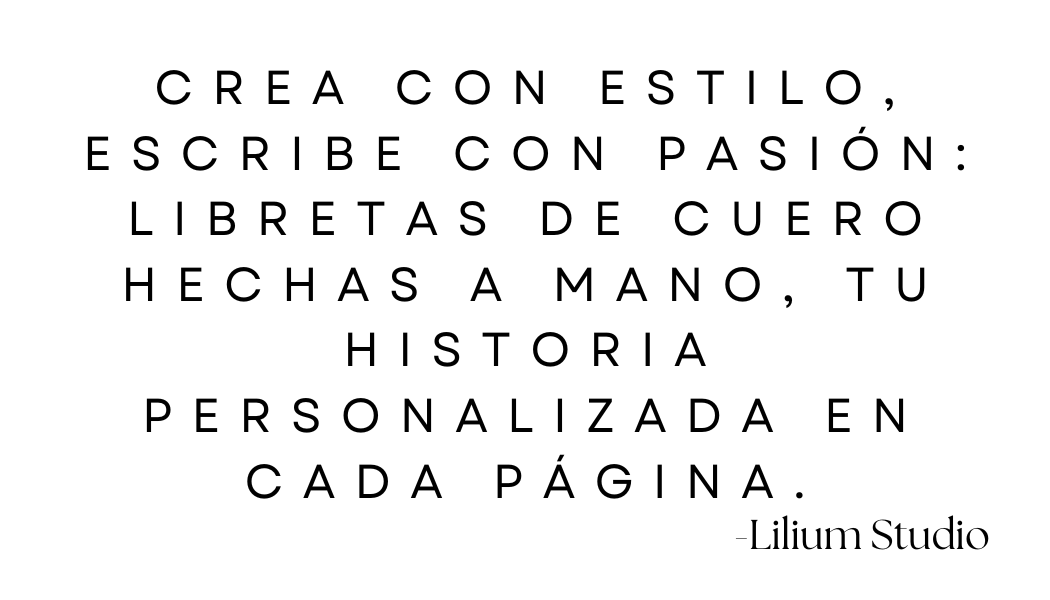 CREA CON ESTILO,
ESCRIBE CON PASIÓN:
LIBRETAS DE CUERO
HECHAS A MANO, TU
HISTORIA
PERSONALIZADA EN
CADA PÁGINA.
-Lilium Studio